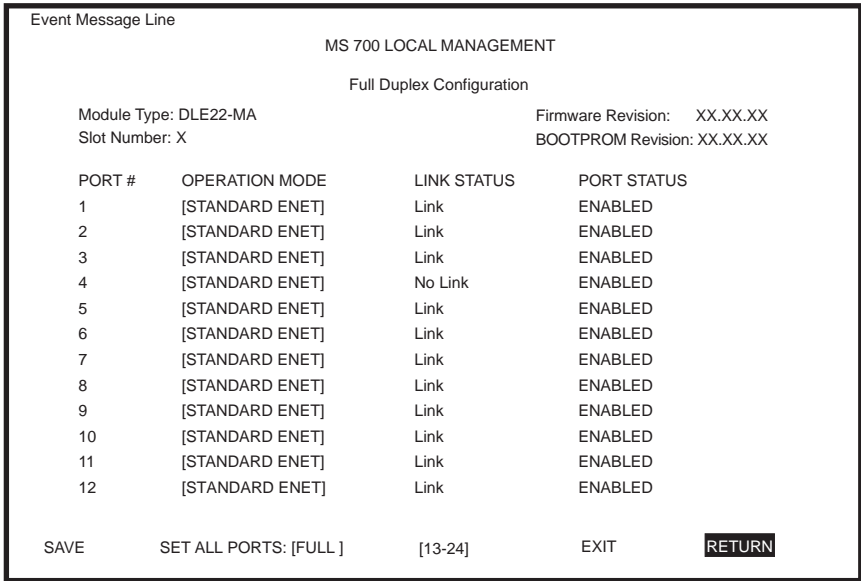 Event Message Line
MS 700 LOCAL MANAGEMENT
Full Duplex Configuration
Module Type: DLE22-MA Firmware Revision: XX.XX.XX
Slot Number: X BOOTPROM Revision: XX.XX.XX
PORT # OPERATION MODE LINK STATUS PORT STATUS
1 [STANDARD ENET] Link ENABLED
2 [STANDARD ENET] Link ENABLED
3 [STANDARD ENET] Link ENABLED
4 [STANDARD ENET] No Link ENABLED
5 [STANDARD ENET] Link ENABLED
6 [STANDARD ENET] Link ENABLED
7 [STANDARD ENET] Link ENABLED
8 [STANDARD ENET] Link ENABLED
9 [STANDARD ENET] Link ENABLED
10 [STANDARD ENET] Link ENABLED
11 [STANDARD ENET] Link ENABLED
12 [STANDARD ENET] Link ENABLED
SAVE SET ALL PORTS: [FULL ] [13-24] EXIT RETURN